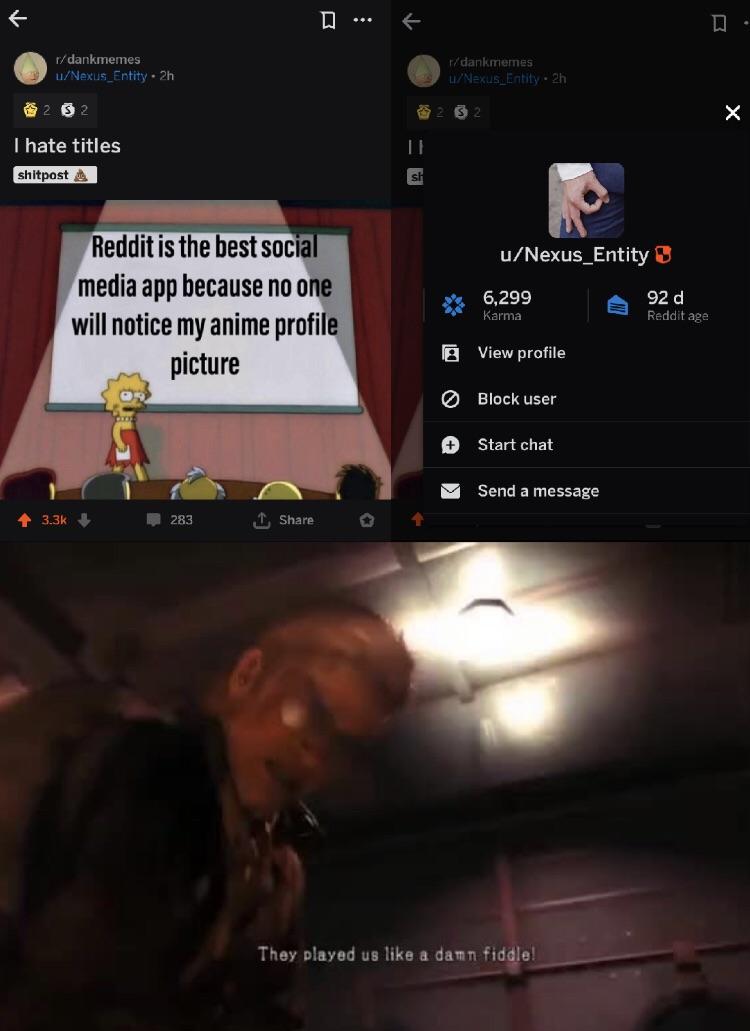 r/dankmemes
u/Nexus_Entity • 2h
2 2
I hate titles
shitpost 💩
Reddit is the best social
media app because no one
will notice my anime profile
picture
3.3k 283 Share
r/dankmemes
u/Nexus_Entity • 2h
2 2
I h
sh
u/Nexus_Entity
6,299 92 d
Karma Reddit age
View profile
Block user
Start chat
Send a message
They played us like a damn fiddle!